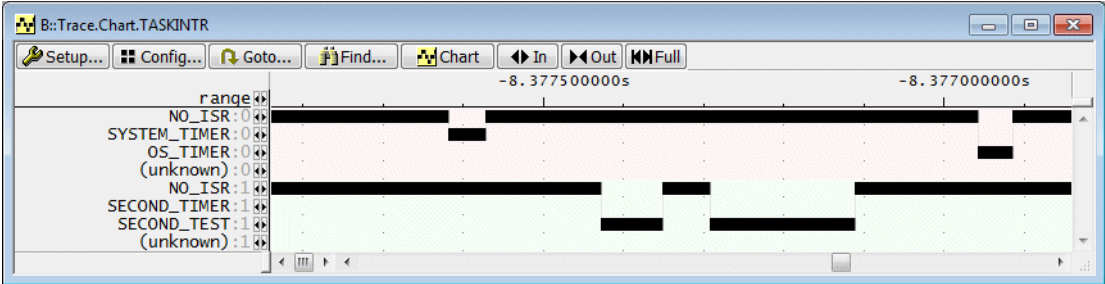 B::Trace.Chart.TASKINTR
Setup... Config... Goto... Find... Chart In Out Full
-8.377500000s -8.377000000s
range
NO_ISR:0
SYSTEM_TIMER:0
OS_TIMER:0
(unknown):0
NO_ISR:1
SECOND_TIMER:1
SECOND_TEST:1
(unknown):1